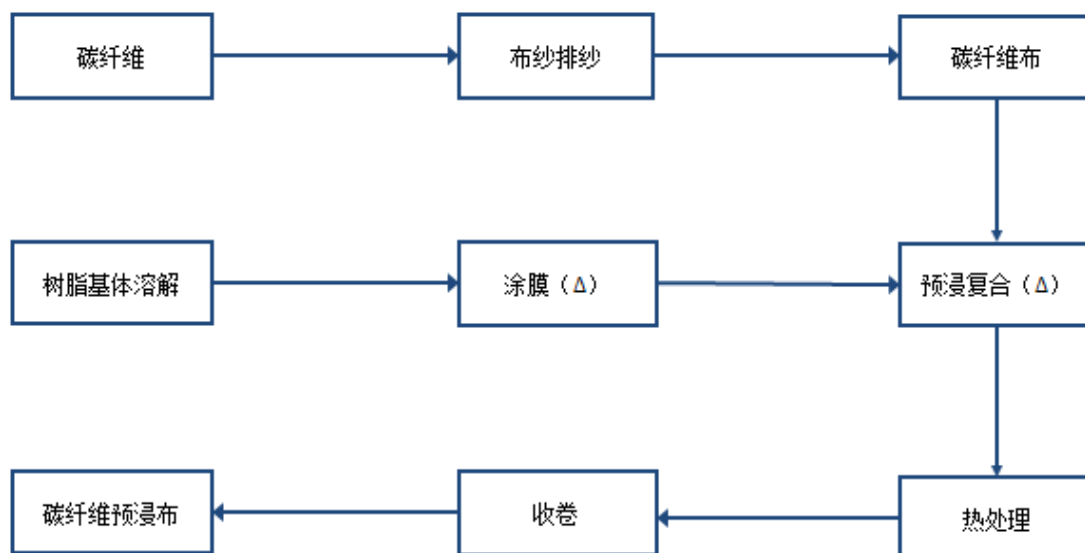 碳纤维
布纱排纱
碳纤维布
树脂基体溶解
涂膜（Δ）
预浸复合（Δ）
碳纤维预浸布
收卷
热处理